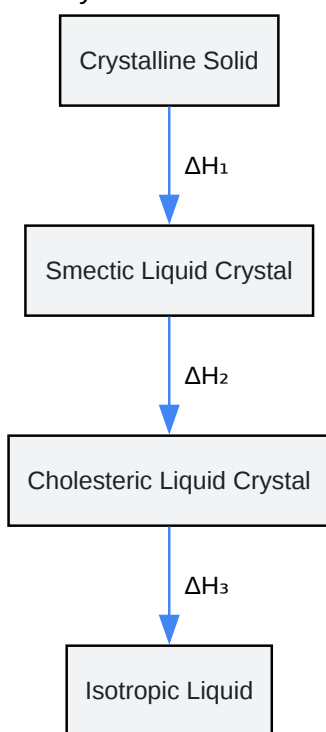 Crystalline Solid
ΔH₁
Smectic Liquid Crystal
ΔH₂
Cholesteric Liquid Crystal
ΔH₃
Isotropic Liquid